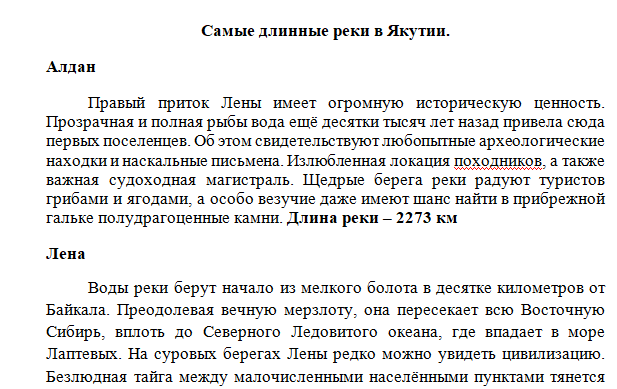 Самые длинные реки в Якутии.
Алдан
Правый приток Лены имеет огромную историческую ценность.
Прозрачная и полная рыбы вода ещё десятки тысяч лет назад привела сюда
первых поселенцев. Об этом свидетельствуют любопытные археологические
находки и наскальные письмена. Излюбленная локация походников, а также
важная судоходная магистраль. Щедрые берега реки радуют туристов
грибами и ягодами, а особо везучие даже имеют шанс найти в прибрежной
гальке полудрагоценные камни. Длина реки – 2273 км
Лена
Воды реки берут начало из мелкого болота в десятке километров от
Байкала. Преодолевая вечную мерзлоту, она пересекает всю Восточную
Сибирь, вплоть до Северного Ледовитого океана, где впадает в море
Лаптевых. На суровых берегах Лены редко можно увидеть цивилизацию.
Безлюдная тайга между малочисленными населёнными пунктами тянется